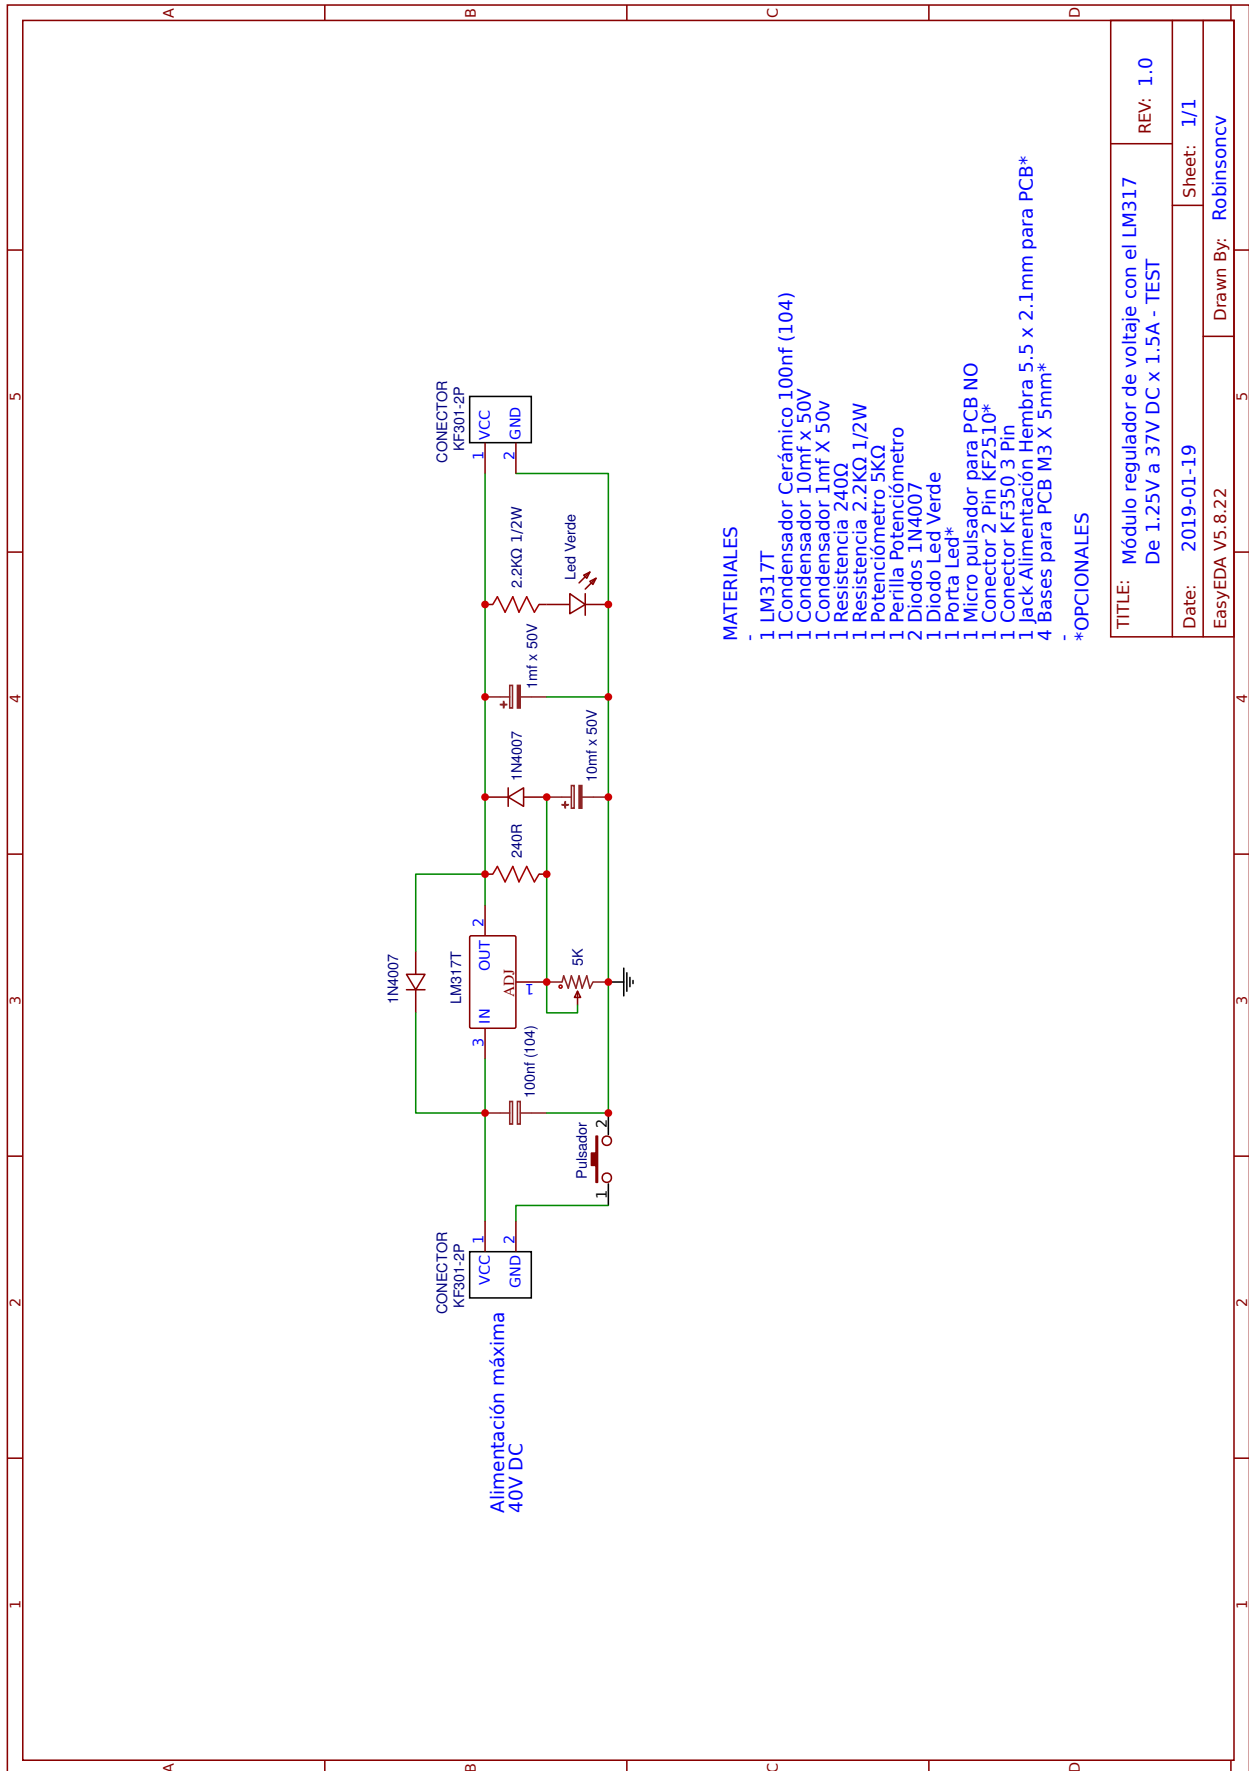 A
B
C
D
1
2
3
4
5
1
2
3
4
5
A
B
C
D
Alimentación máxima
40V DC
CONECTOR
KF301-2P
VCC
GND
1
2
Pulsador
1
2
100nf (104)
1N4007
LM317T
IN
OUT
ADJ
3
2
1
5K
240R
1N4007
10mf x 50V
+
1mf x 50V
+
2.2KΩ 1/2W
Led Verde
CONECTOR
KF301-2P
VCC
GND
1
2
MATERIALES
-
1 LM317T
1 Condensador Cerámico 100nf (104)
1 Condensador 10mf x 50V
1 Condensador 1mf X 50v
1 Resistencia 240Ω
1 Resistencia 2.2KΩ 1/2W
1 Potenciómetro 5KΩ
1 Perilla Potenciómetro
2 Diodos 1N4007
1 Diodo Led Verde
1 Porta Led*
1 Micro pulsador para PCB NO
1 Conector 2 Pin KF2510*
1 Conector KF350 3 Pin
1 Jack Alimentación Hembra 5.5 x 2.1mm para PCB*
4 Bases para PCB M3 X 5mm*
-
*OPCIONALES
TITLE: Módulo regulador de voltaje con el LM317
De 1.25V a 37V DC x 1.5A - TEST
REV: 1.0
Date: 2019-01-19
Sheet: 1/1
EasyEDA V5.8.22
Drawn By: Robinsoncv